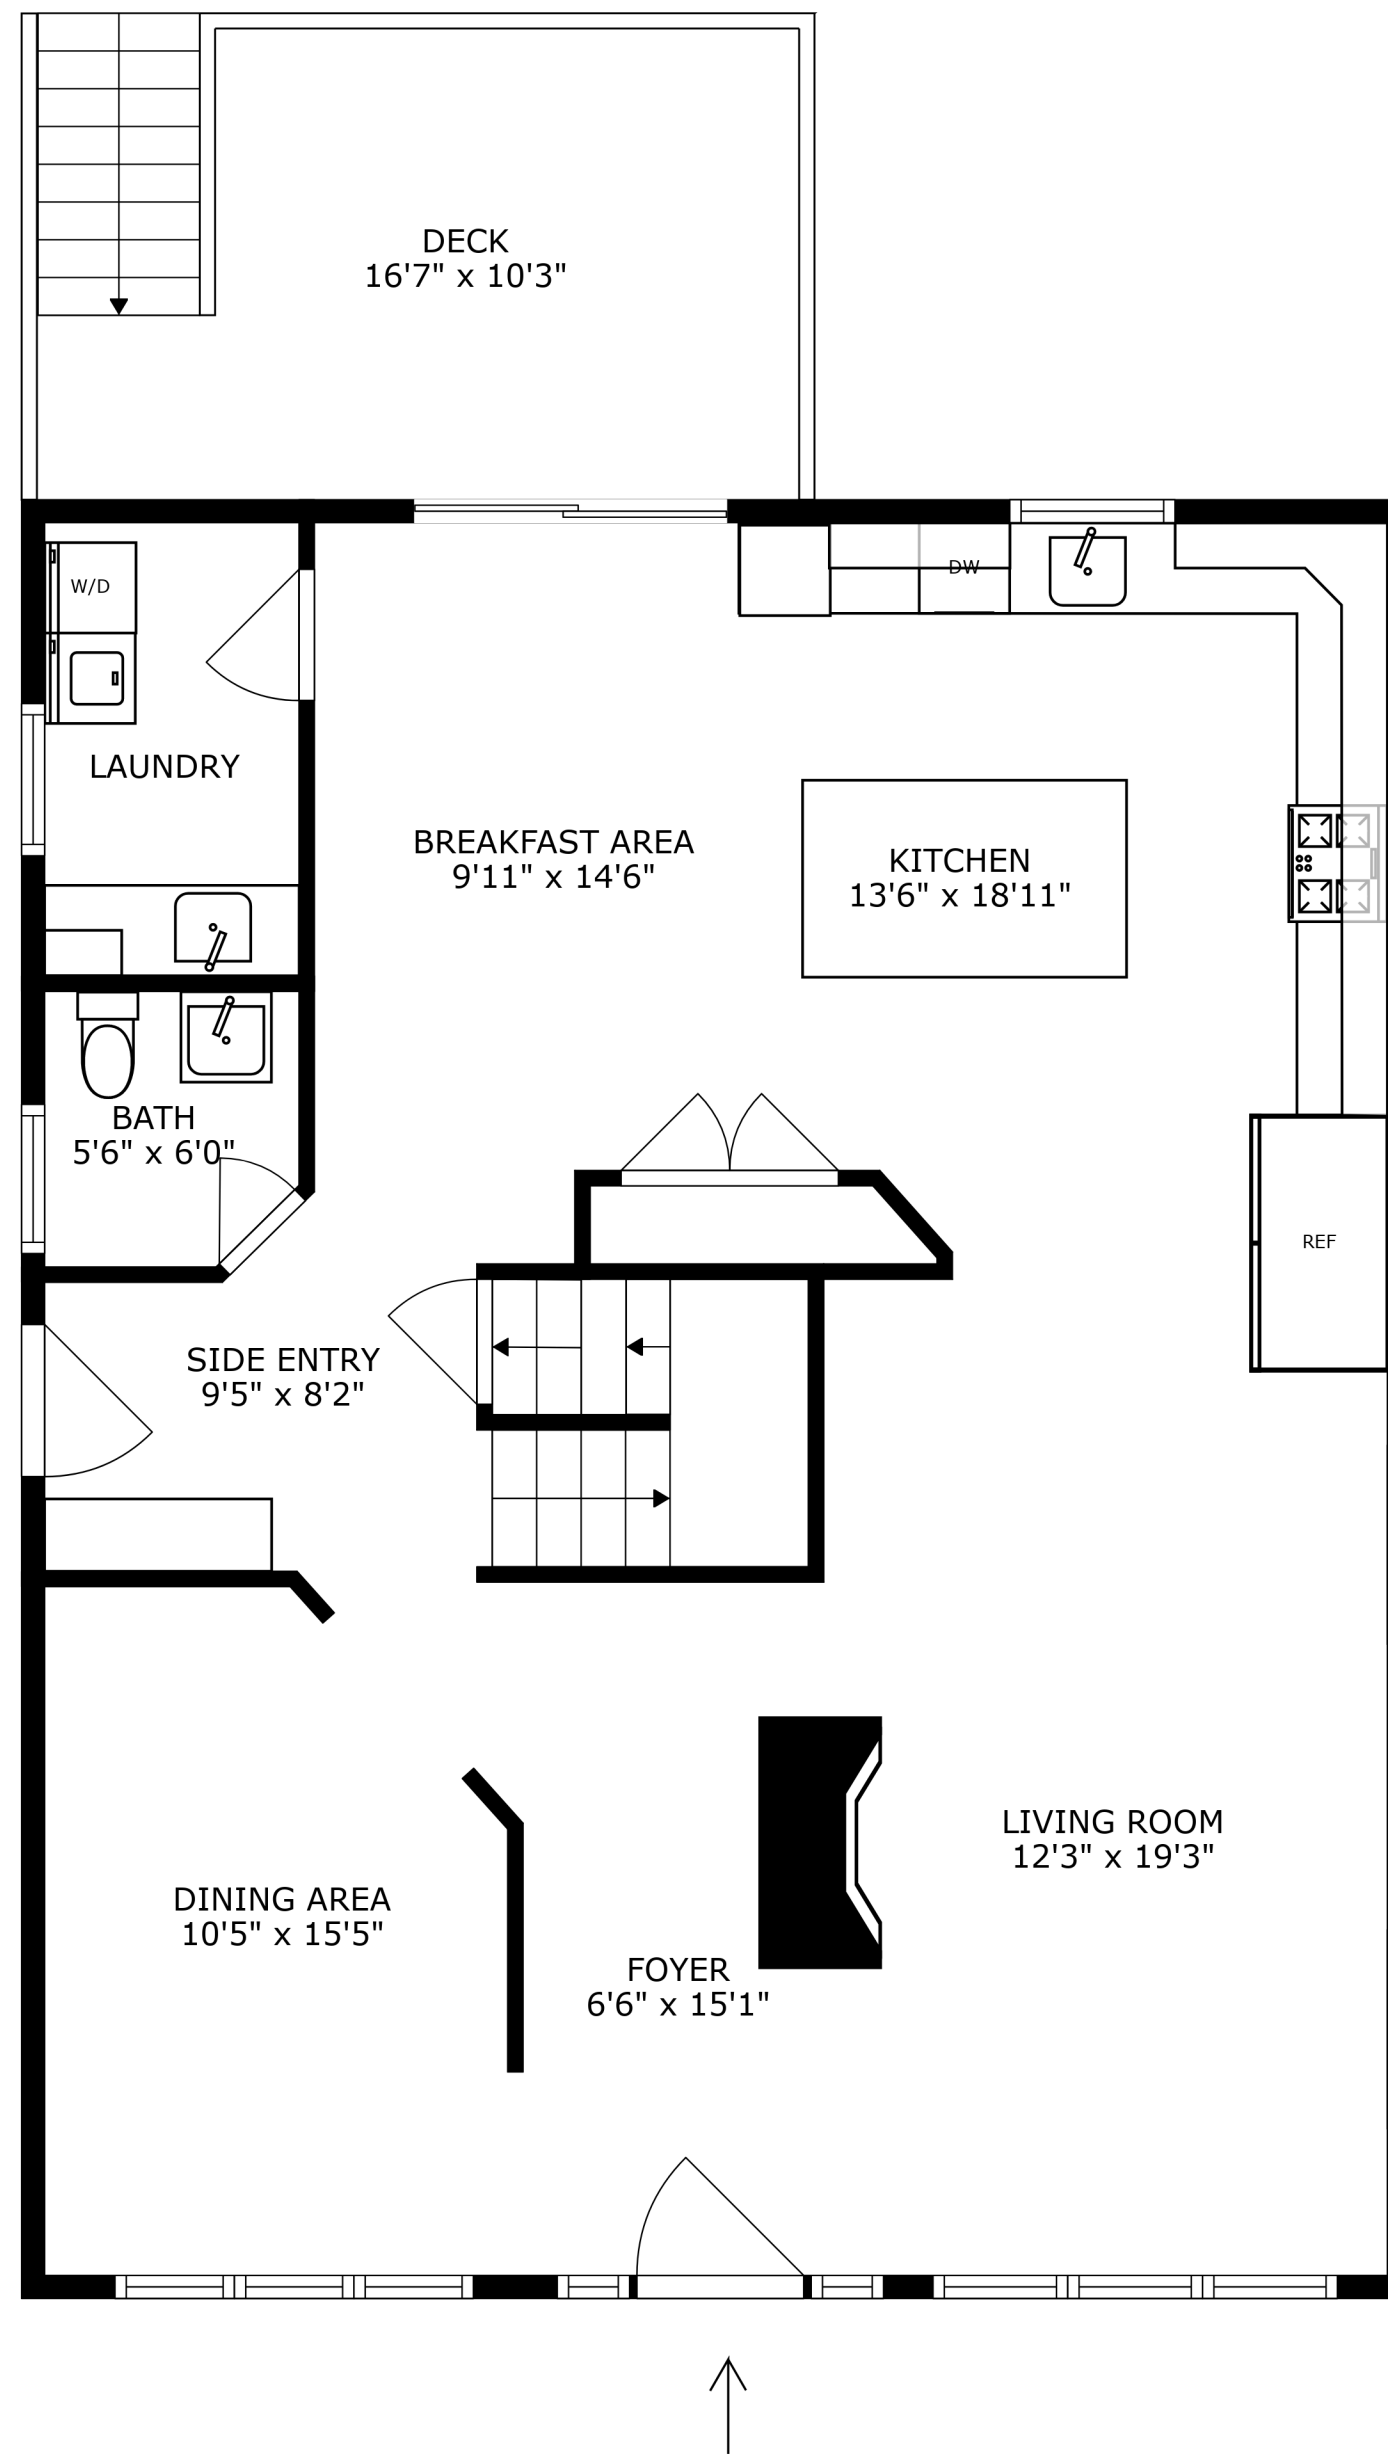 DECK
16'7" x 10'3"
W/D
DW
LAUNDRY
BREAKFAST AREA
9'11" x 14'6"
KITCHEN
13'6" x 18'11"
BATH
5'6" x 6'0"
REF
SIDE ENTRY
9'5" x 8'2"
LIVING ROOM
12'3" x 19'3"
DINING AREA
10'5" x 15'5"
FOYER
6'6" x 15'1"